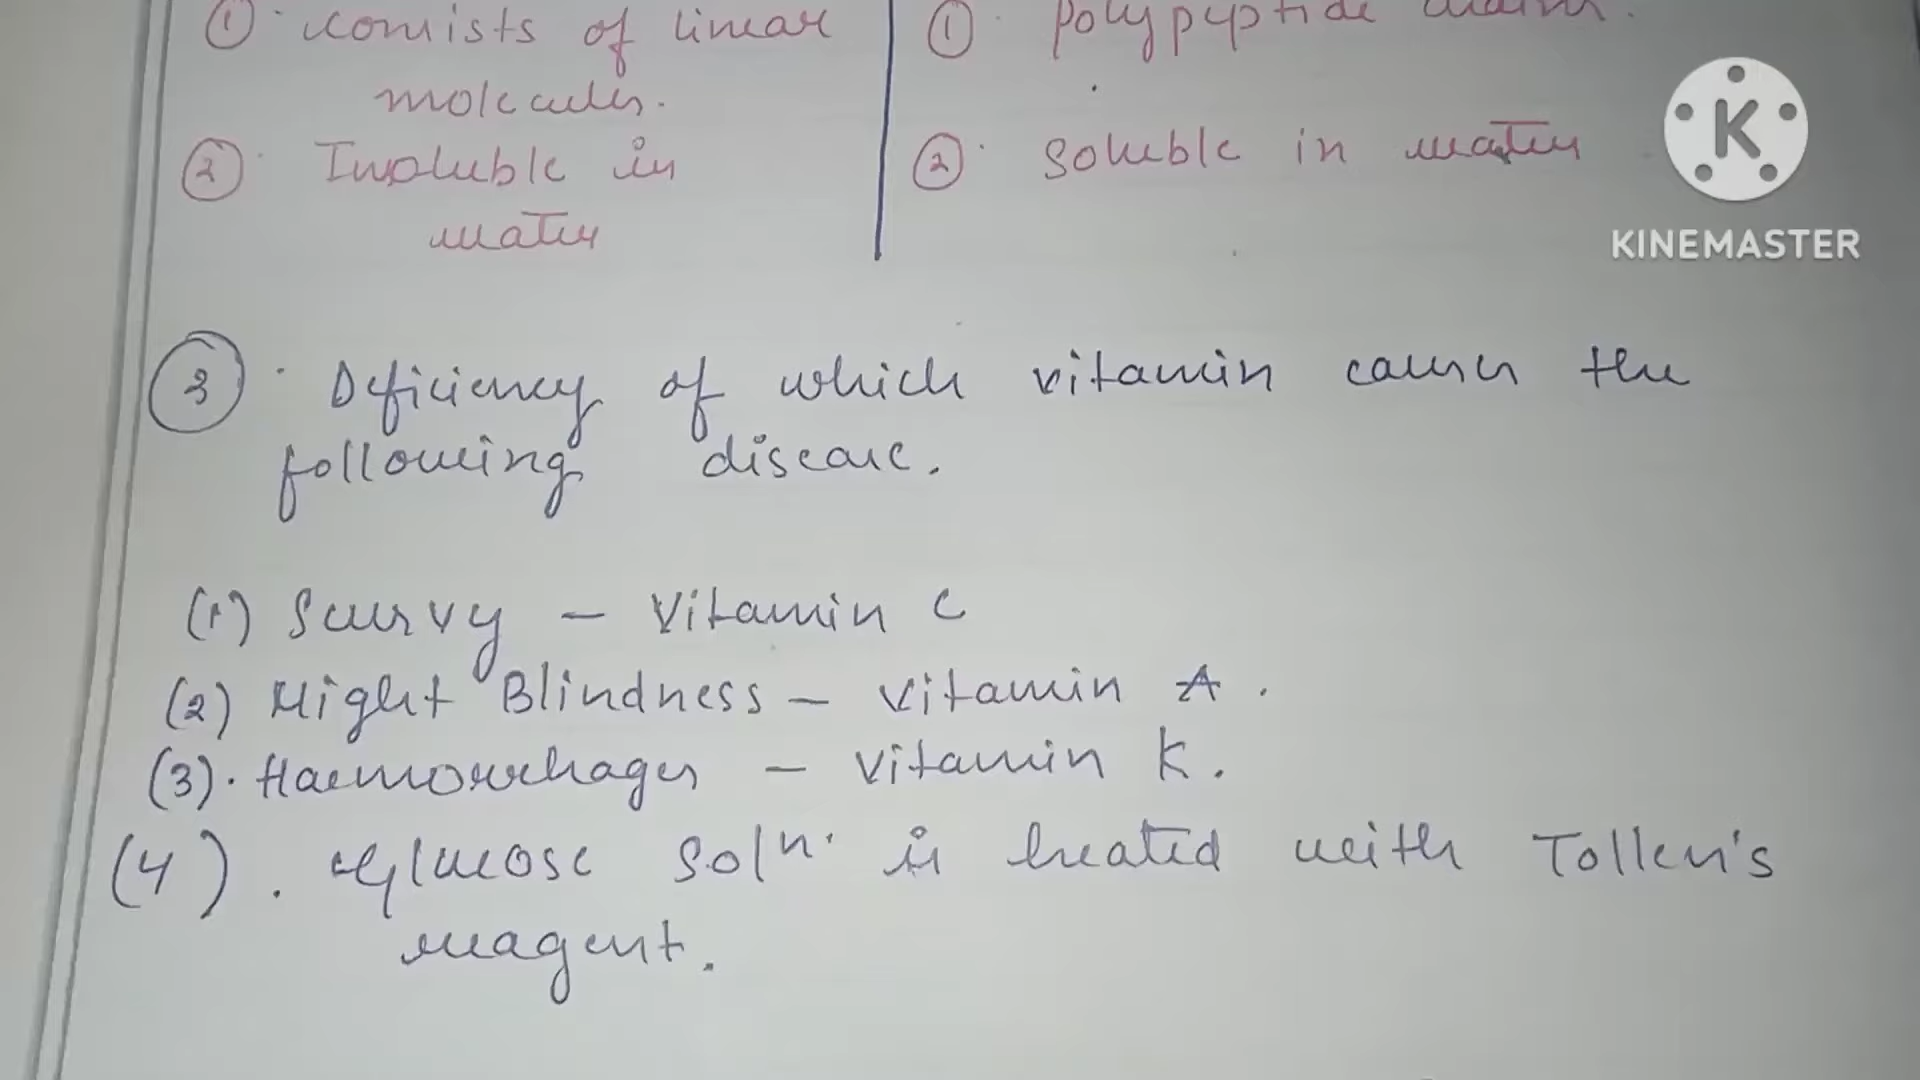 ① consists of linear
molecules.
② Insoluble in
water
① Polypeptide chain.
② Soluble in water
KINEMASTER
③ Deficiency of which vitamin causes the
following disease.
(1) Scurvy – Vitamin C
(2) Night Blindness – Vitamin A.
(3). Haemorrhages – Vitamin K.
(4). Glucose soln. is heated with Tollen's
reagent.